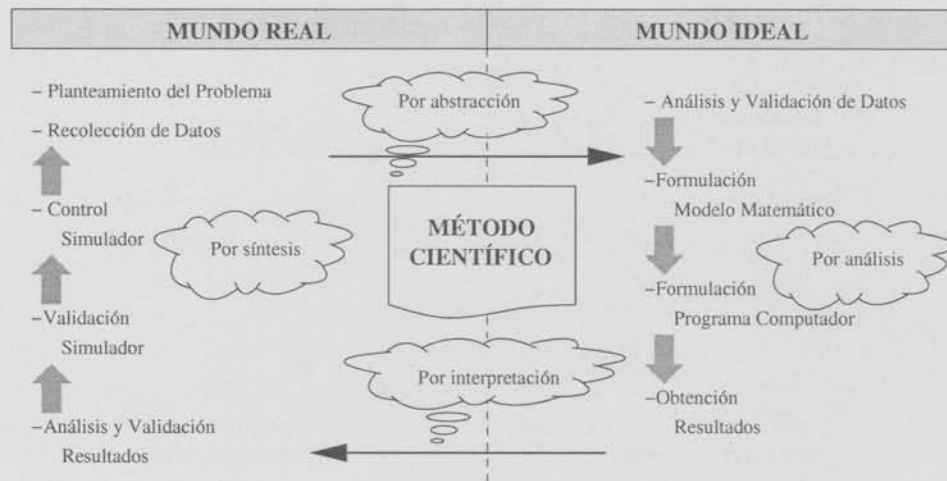 MUNDO REAL
MUNDO IDEAL
– Planteamiento del Problema
– Recolección de Datos
– Control
Simulador
–Validación
Simulador
–Análisis y Validación
Resultados
Por síntesis
Por abstracción
MÉTODO
CIENTÍFICO
Por interpretación
– Análisis y Validación de Datos
–Formulación
Modelo Matemático
–Formulación
Programa Computador
–Obtención
Resultados
Por análisis